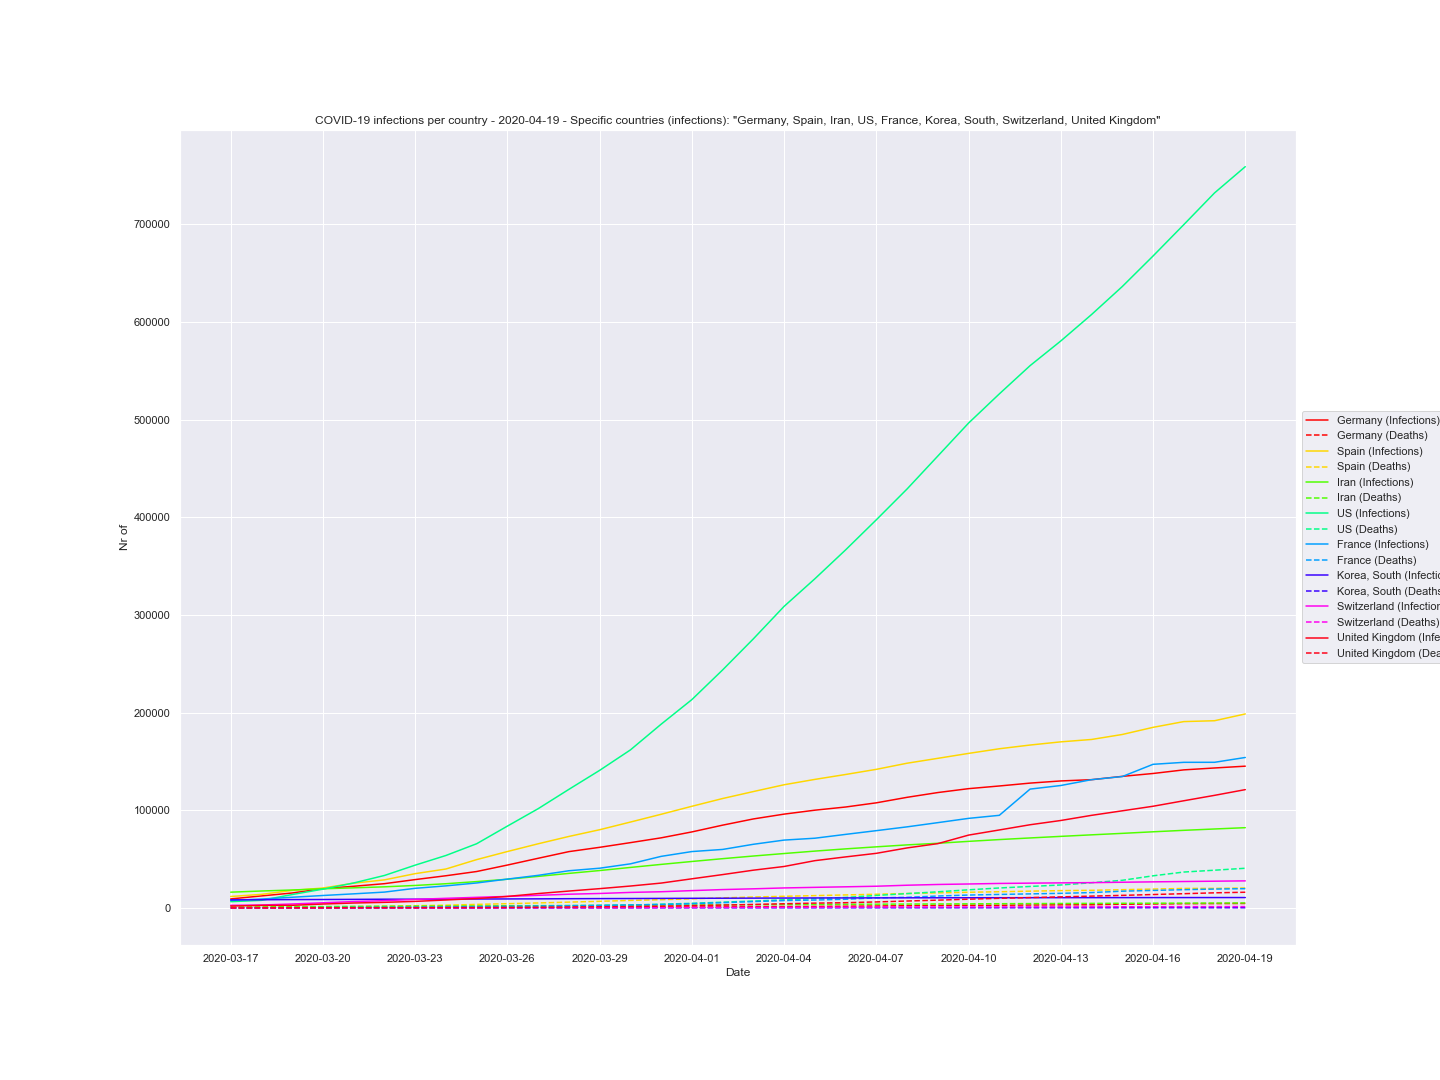 COVID-19 infections per country - 2020-04-19 - Specific countries (infections): "Germany, Spain, Iran, US, France, Korea, South, Switzerland, United Kingdom"
700000
600000
500000
400000
300000
200000
100000
0
Nr of
2020-03-17 2020-03-20 2020-03-23 2020-03-26 2020-03-29 2020-04-01 2020-04-04 2020-04-07 2020-04-10 2020-04-13 2020-04-16 2020-04-19
Date
Germany (Infections)
Germany (Deaths)
Spain (Infections)
Spain (Deaths)
Iran (Infections)
Iran (Deaths)
US (Infections)
US (Deaths)
France (Infections)
France (Deaths)
Korea, South (Infectio
Korea, South (Deaths
Switzerland (Infection
Switzerland (Deaths)
United Kingdom (Infe
United Kingdom (Dea